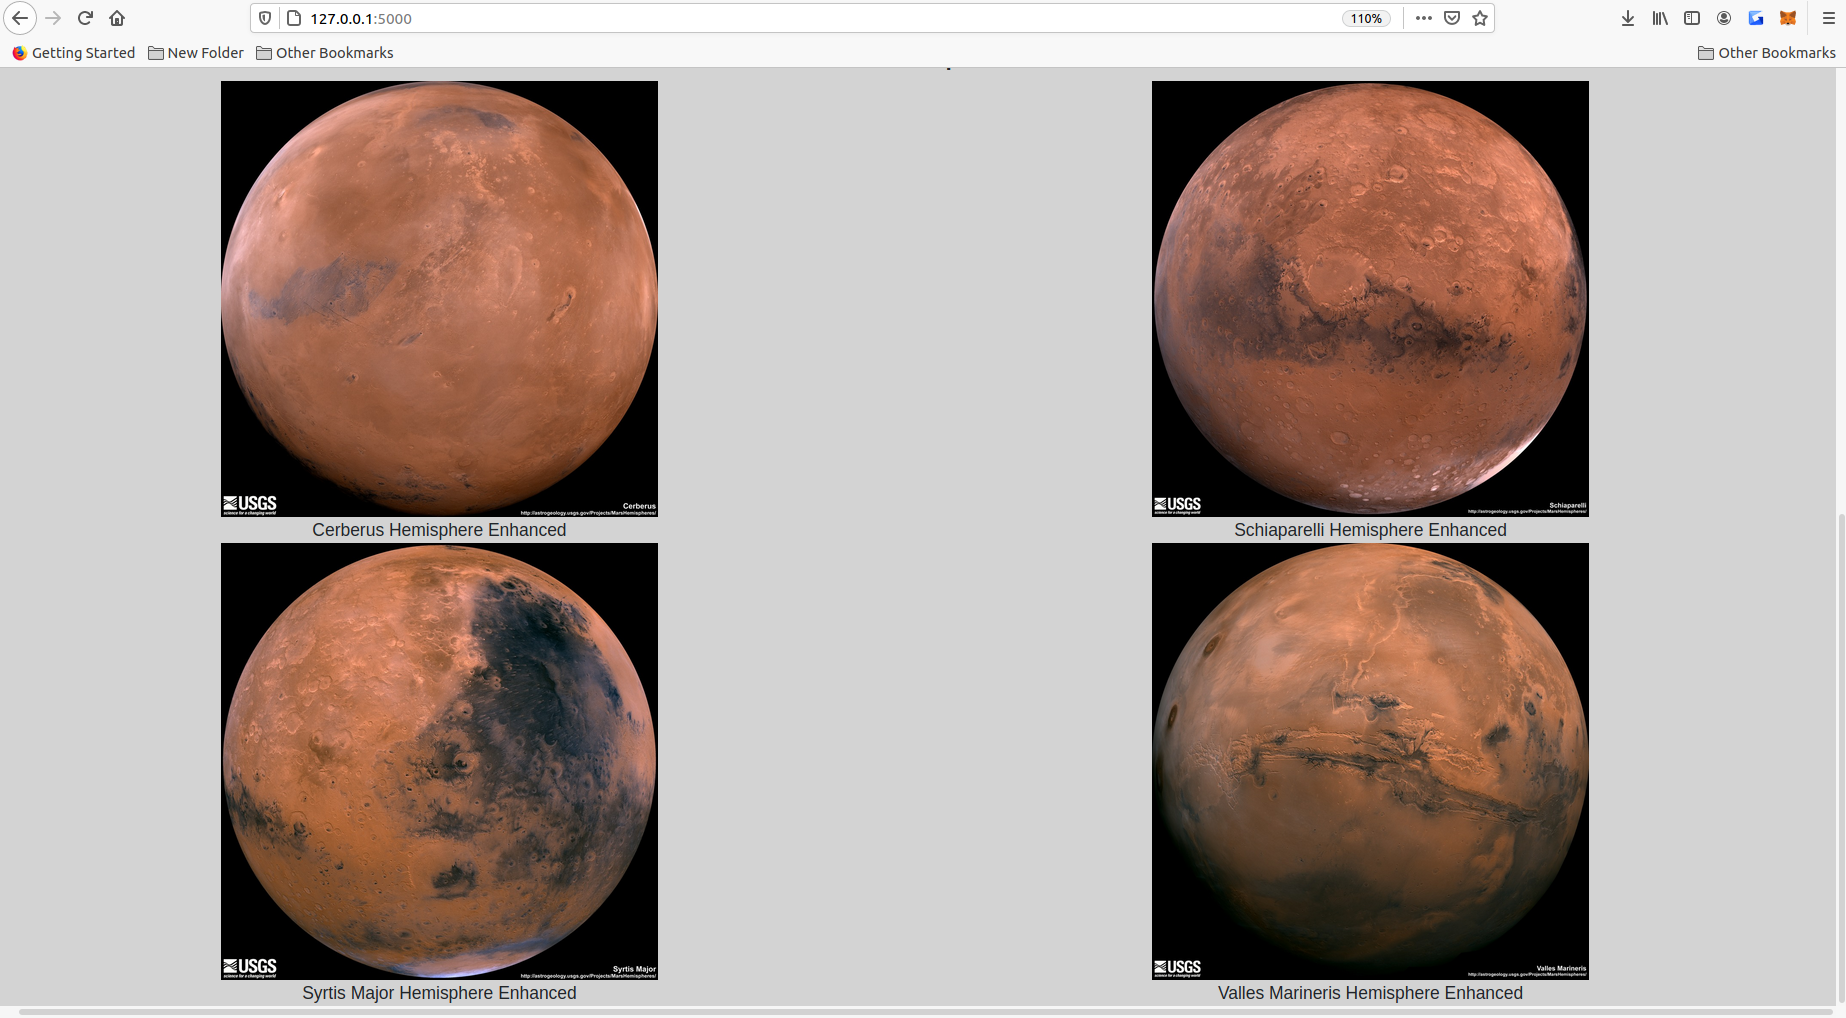 127.0.0.1:5000
110%
Getting Started
New Folder
Other Bookmarks
Other Bookmarks
USGS
science for a changing world
Cerberus
http://astrogeology.usgs.gov/Projects/MarsHemispheres/
USGS
science for a changing world
Schiaparelli
http://astrogeology.usgs.gov/Projects/MarsHemispheres/
Cerberus Hemisphere Enhanced
Schiaparelli Hemisphere Enhanced
USGS
science for a changing world
Syrtis Major
http://astrogeology.usgs.gov/Projects/MarsHemispheres/
USGS
science for a changing world
Valles Marineris
http://astrogeology.usgs.gov/Projects/MarsHemispheres/
Syrtis Major Hemisphere Enhanced
Valles Marineris Hemisphere Enhanced